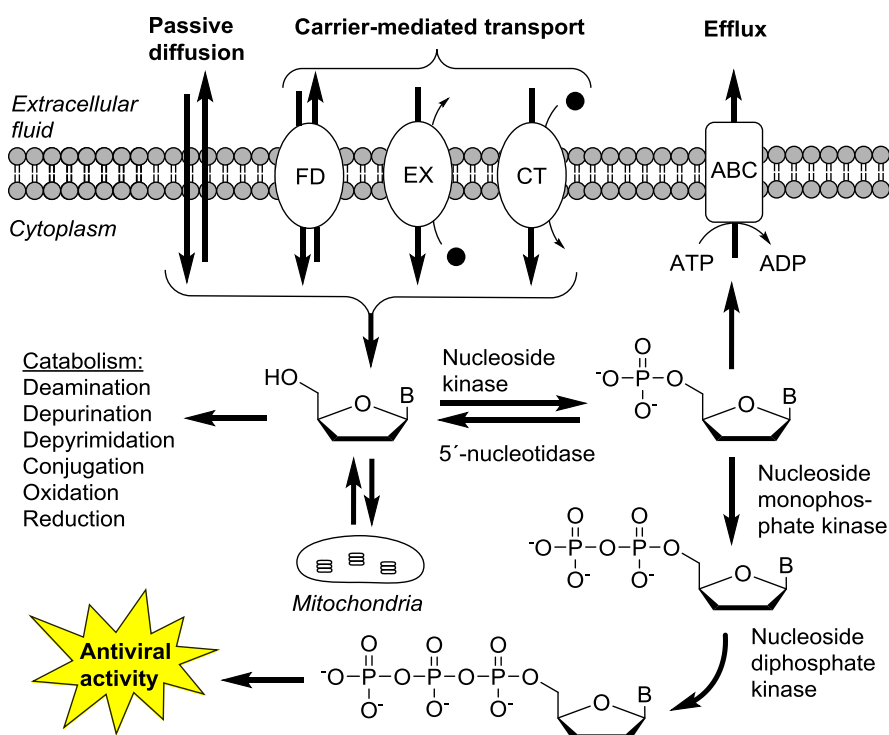 Passive
diffusion
Carrier-mediated transport
Efflux
Extracellular
fluid
FD
EX
CT
ABC
Cytoplasm
ATP
ADP
Catabolism:
Deamination
Depurination
Depyrimidation
Conjugation
Oxidation
Reduction
HO
O
B
Nucleoside
kinase
5´-nucleotidase
O
-O-P-O
O-
O
B
Nucleoside
monophos-
phate kinase
O O
-O-P-O-P-O
O- O-
O
B
Mitochondria
Nucleoside
diphosphate
kinase
Antiviral
activity
O O O
-O-P-O-P-O-P-O
O- O- O-
O
B